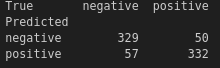 True       negative  positive
Predicted
negative        329        50
positive         57       332